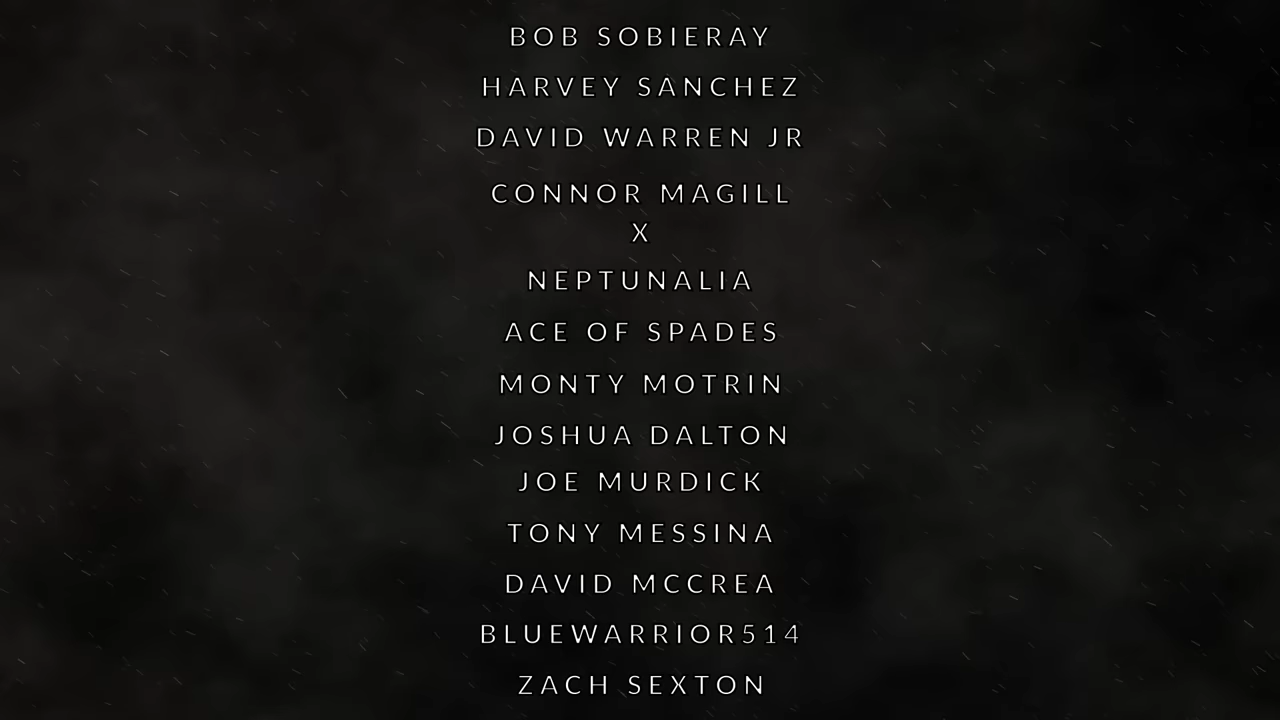 BOB SOBIERAY
HARVEY SANCHEZ
DAVID WARREN JR
CONNOR MAGILL
X
NEPTUNALIA
ACE OF SPADES
MONTY MOTRIN
JOSHUA DALTON
JOE MURDICK
TONY MESSINA
DAVID MCCREA
BLUEWARRIOR514
ZACH SEXTON